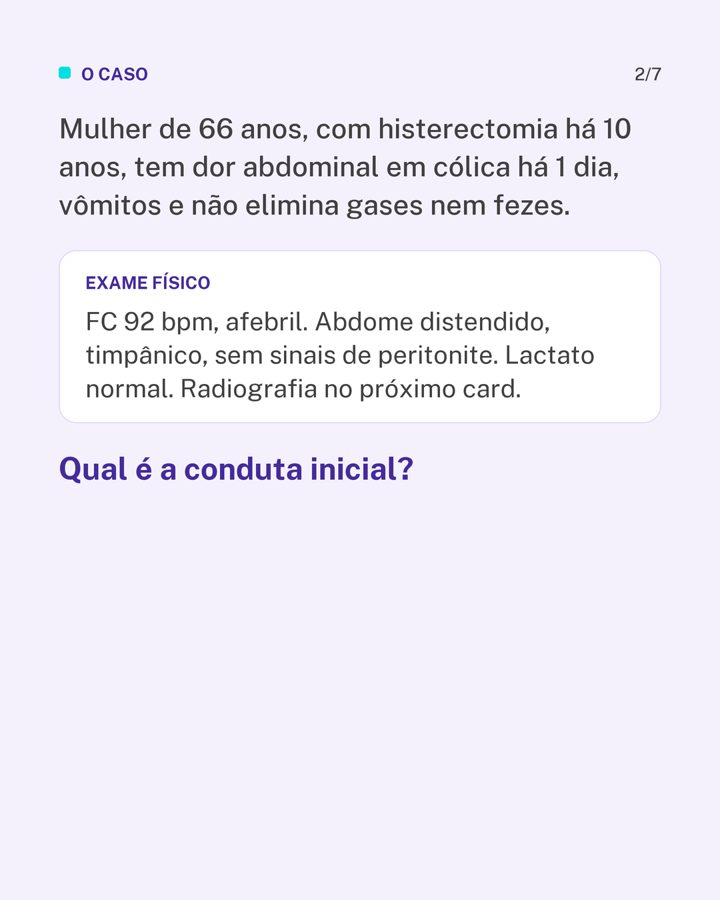 O CASO
2/7
Mulher de 66 anos, com histerectomia há 10
anos, tem dor abdominal em cólica há 1 dia,
vômitos e não elimina gases nem fezes.
EXAME FÍSICO
FC 92 bpm, afebril. Abdome distendido,
timpânico, sem sinais de peritonite. Lactato
normal. Radiografia no próximo card.
Qual é a conduta inicial?